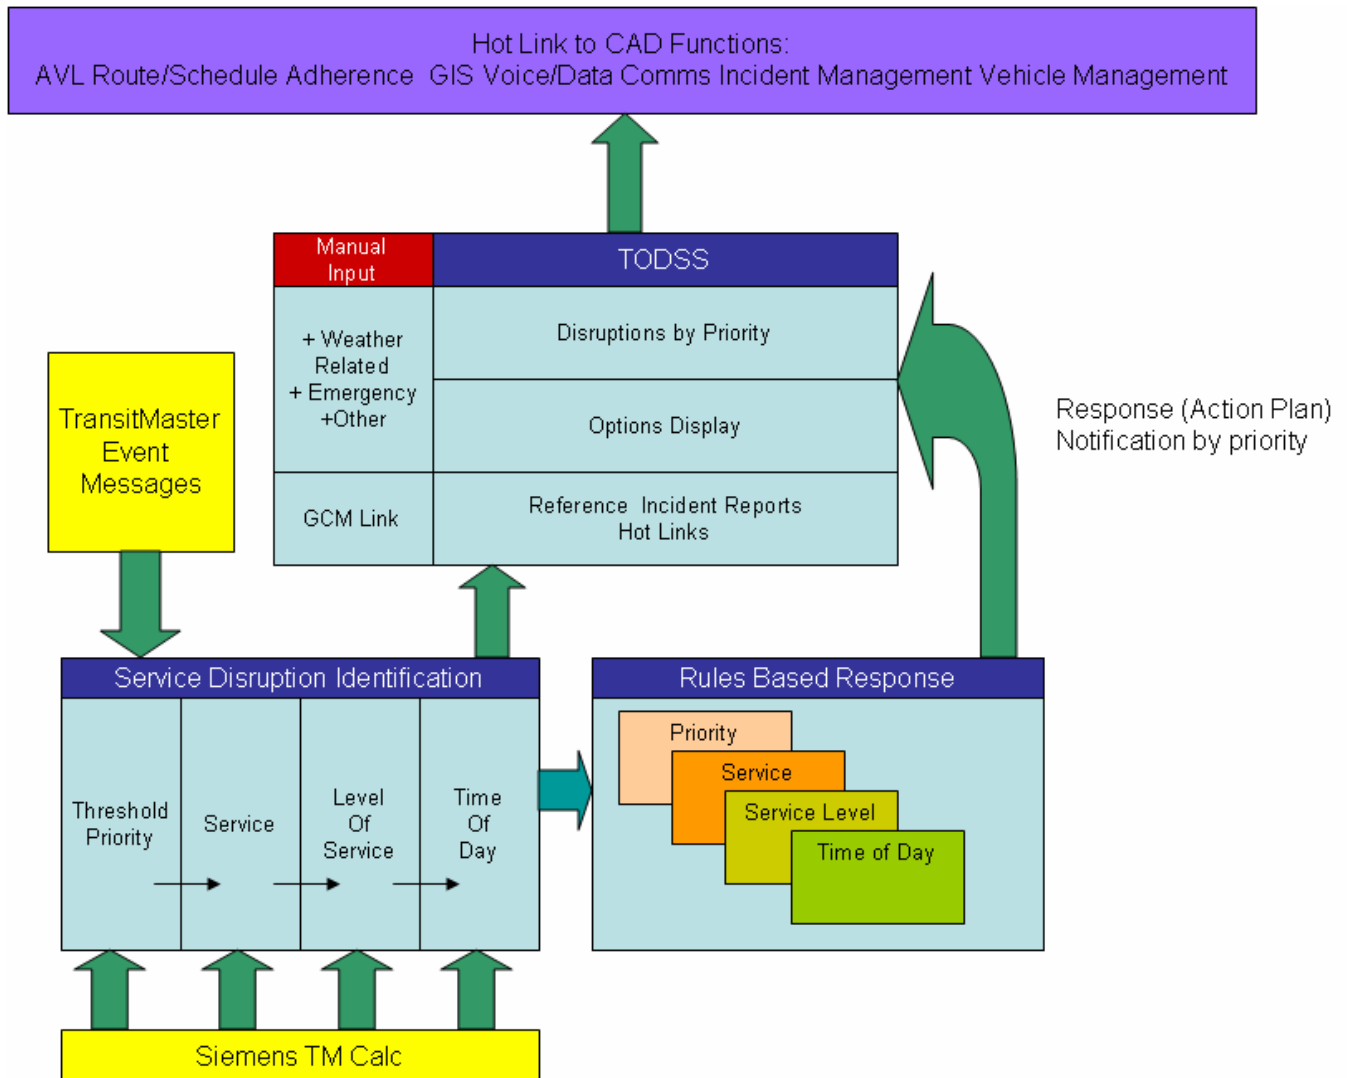 Hot Link to CAD Functions:
AVL Route/Schedule Adherence GIS Voice/Data Comms Incident Management Vehicle Management
Manual
Input
TODSS
+ Weather
Related
+ Emergency
+Other
Disruptions by Priority
Options Display
GCM Link
Reference Incident Reports
Hot Links
TransitMaster
Event
Messages
Response (Action Plan)
Notification by priority
Service Disruption Identification
Threshold
Priority
Service
Level
Of
Service
Time
Of
Day
Rules Based Response
Priority
Service
Service Level
Time of Day
Siemens TM Calc